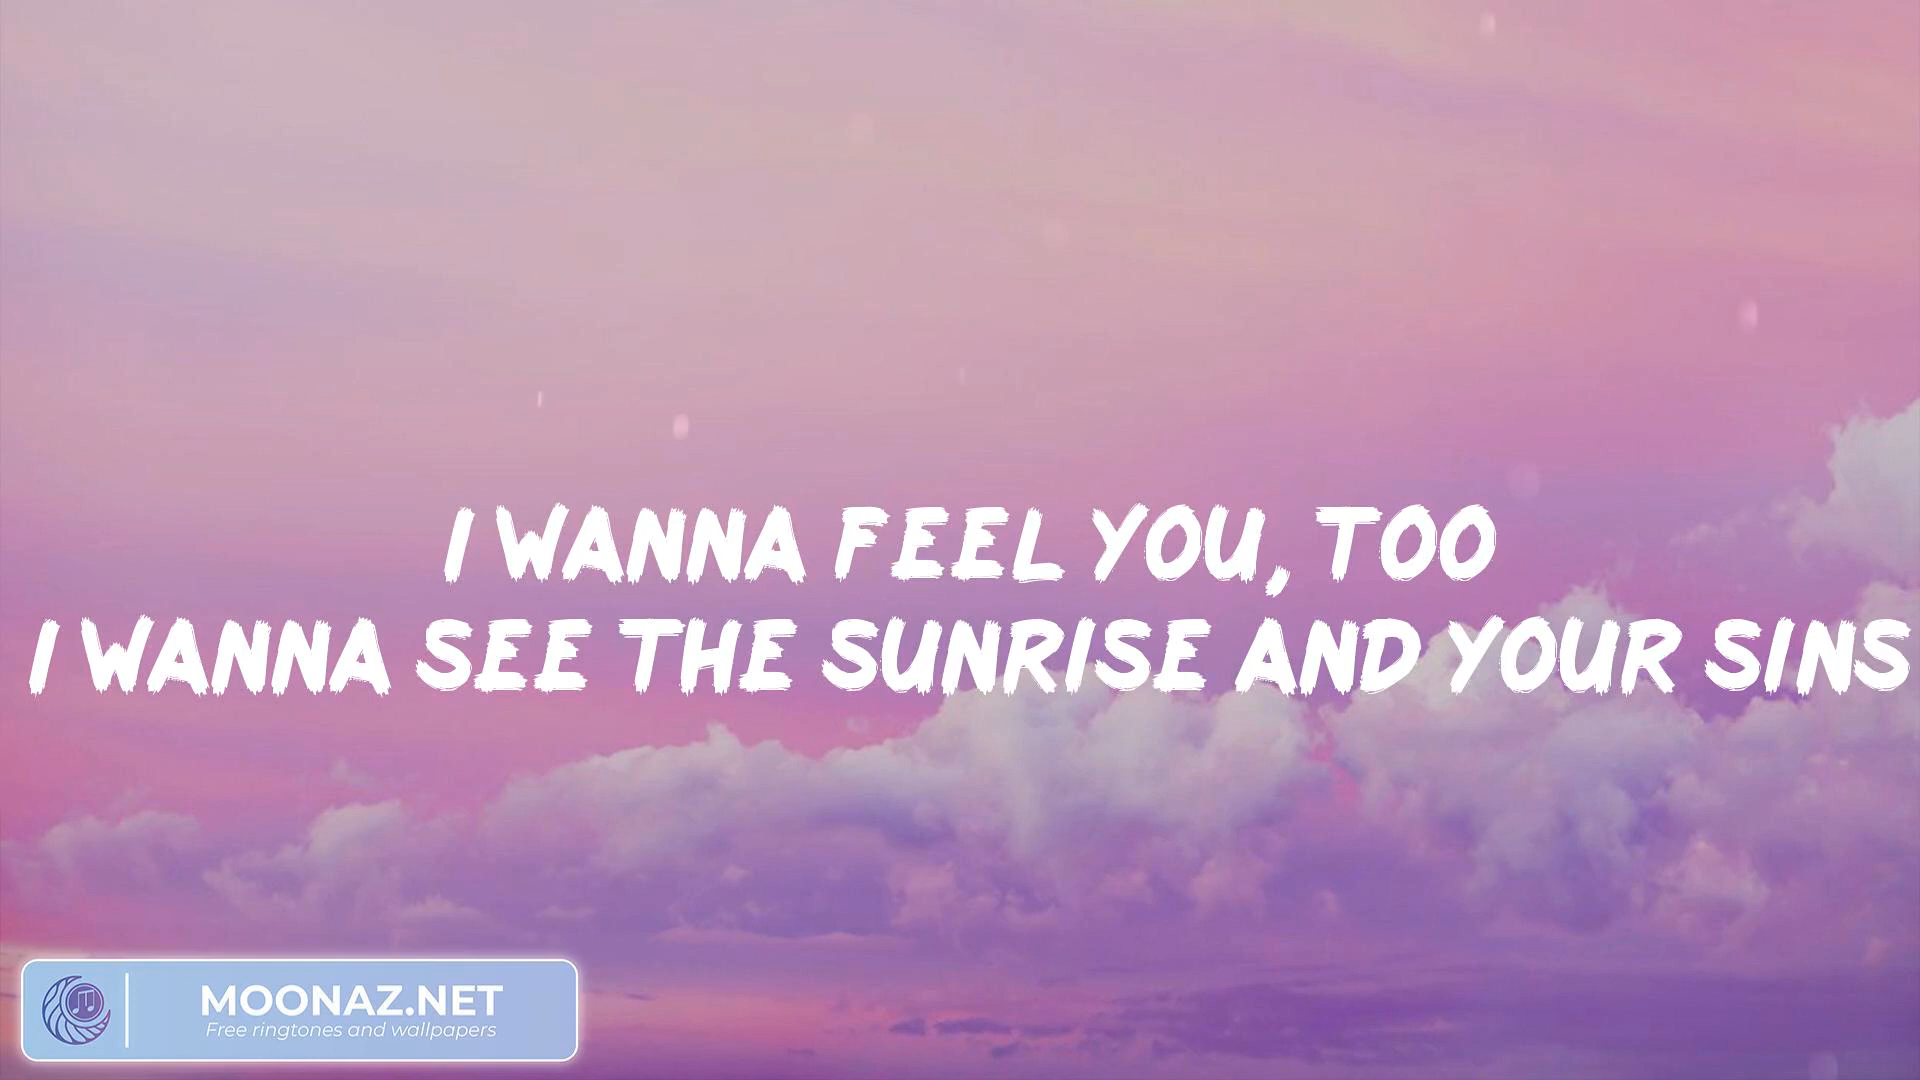 I WANNA FEEL YOU, TOO
I WANNA SEE THE SUNRISE AND YOUR SINS
MOONAZ.NET
Free ringtones and wallpapers